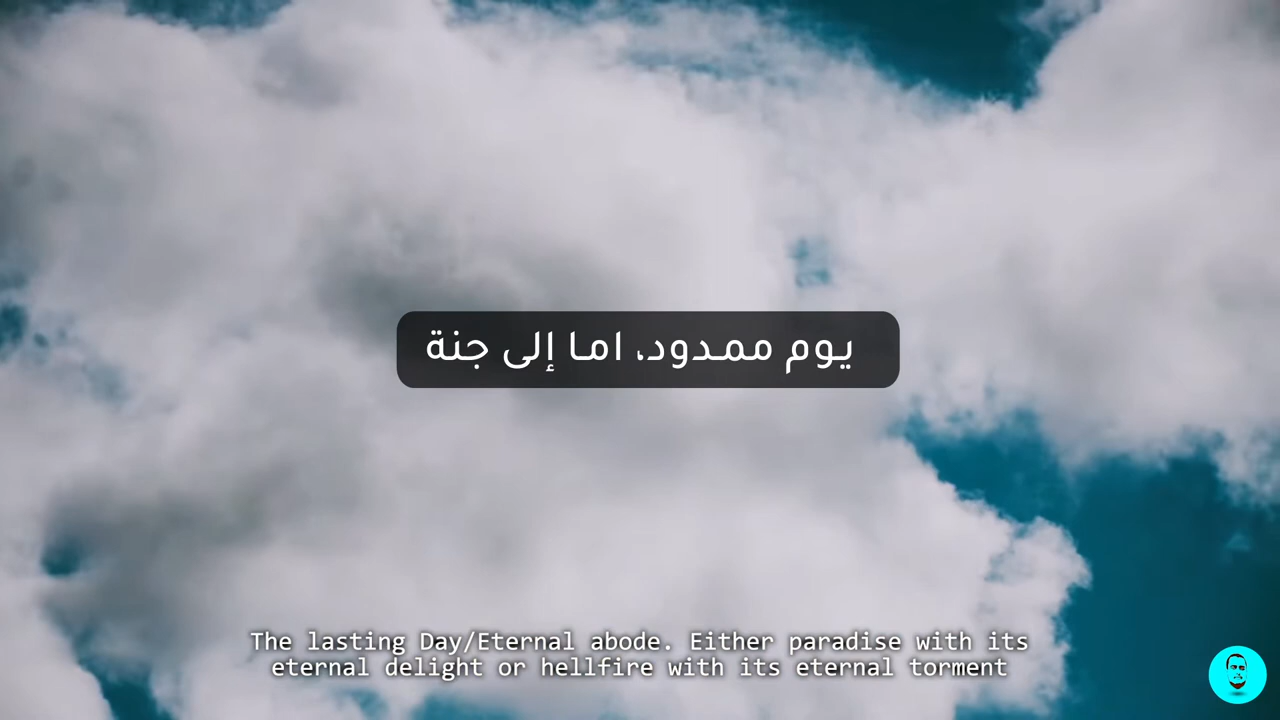 يوم ممدود، اما إلى جنة
The lasting Day/Eternal abode. Either paradise with its
eternal delight or hellfire with its eternal torment